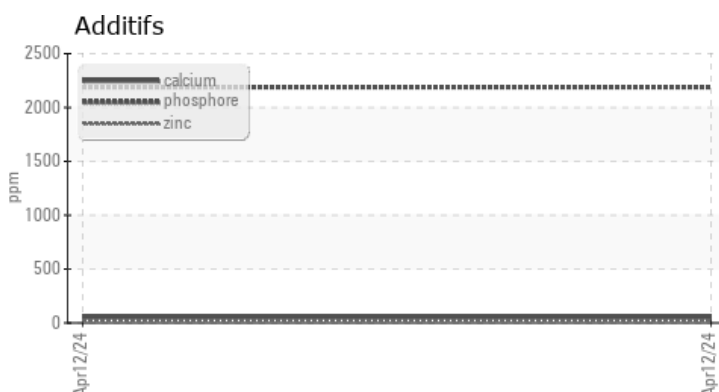 Additifs
2500
2000
1500
1000
500
0
ppm
calcium
phosphore
zinc
Apr12/24
Apr12/24